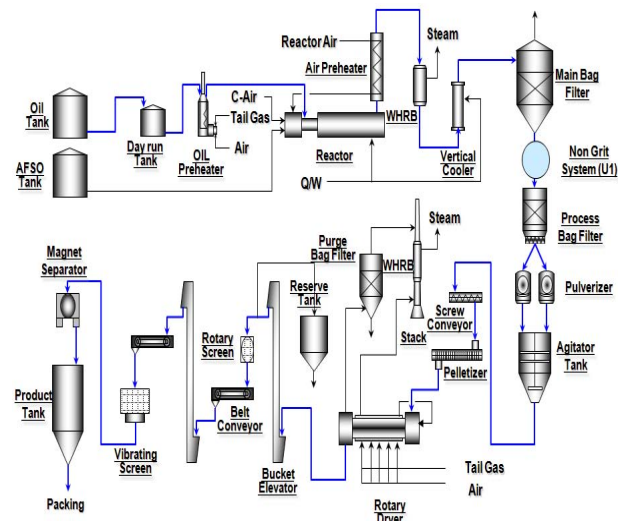 Reactor Air
Air Preheater
Steam
Main Bag
Filter
Oil
Tank
Day run
Tank
C-Air
Tail Gas
Air
OIL
Preheater
WHRB
Reactor
Vertical
Cooler
AFSO
Tank
Q/W
Non Grit
System (U1)
Process
Bag Filter
Pulverizer
Agitator
Tank
Magnet
Separator
Purge
Bag Filter
WHRB
Steam
Reserve
Tank
Stack
Screw
Conveyor
Pelletizer
Rotary
Screen
Belt
Conveyor
Product
Tank
Vibrating
Screen
Bucket
Elevator
Rotary
Dryer
Tail Gas
Air
Packing